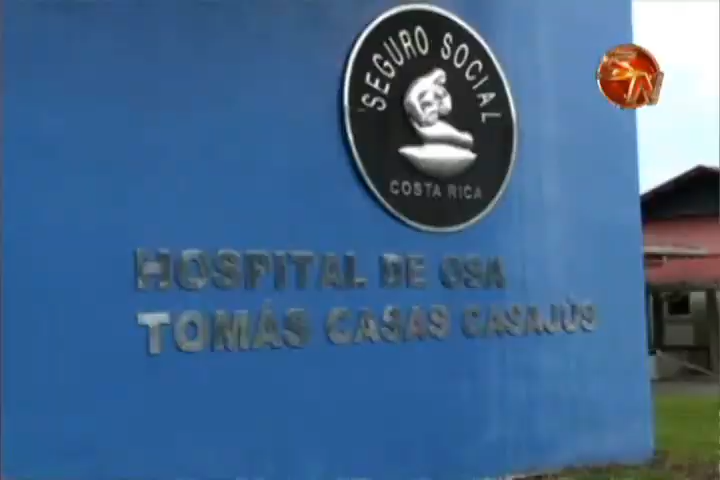 SEGURO SOCIAL
COSTA RICA
HOSPITAL DE OSA
TOMÁS CASAS CASAJÚS